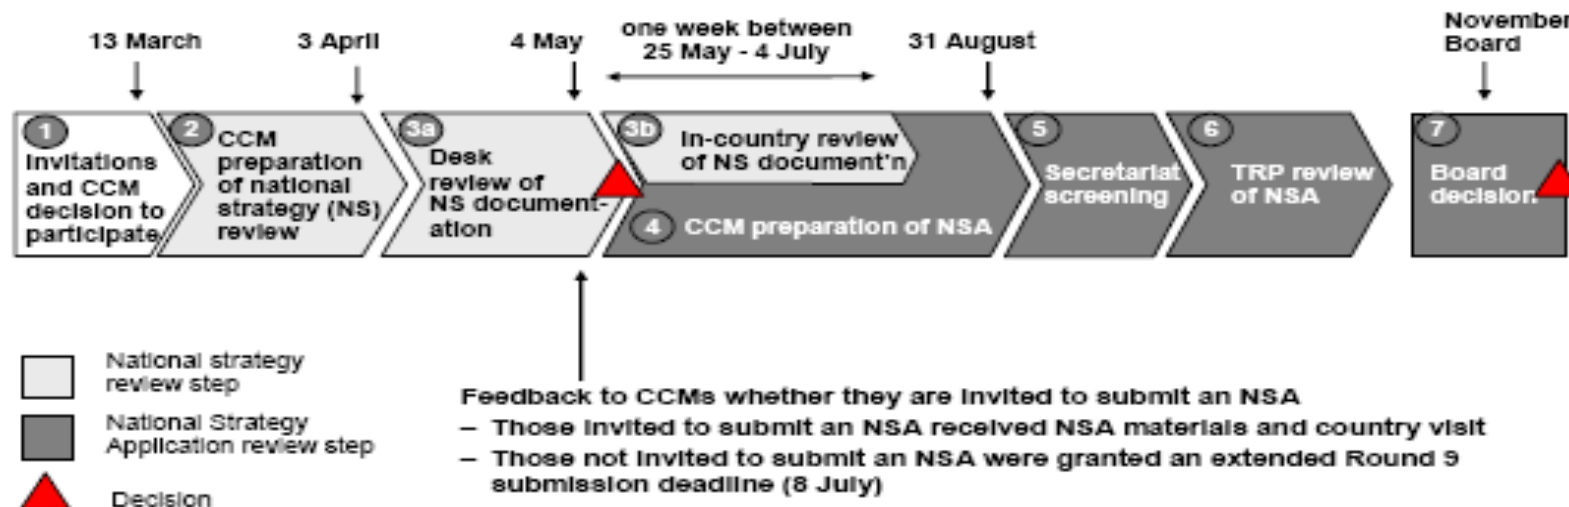 13 March
3 April
4 May
one week between
25 May - 4 July
31 August
November
Board
1
Invitations
and CCM
decision to
participate
2
CCM
preparation
of national
strategy (NS)
review
3a
Desk
review of
NS document-
ation
3b
In-country review
of NS document'n
4
CCM preparation of NSA
5
Secretariat
screening
6
TRP review
of NSA
7
Board
decision
National strategy
review step
National Strategy
Application review step
Decision
Feedback to CCMs whether they are invited to submit an NSA
– Those invited to submit an NSA received NSA materials and country visit
– Those not invited to submit an NSA were granted an extended Round 9
submission deadline (8 July)